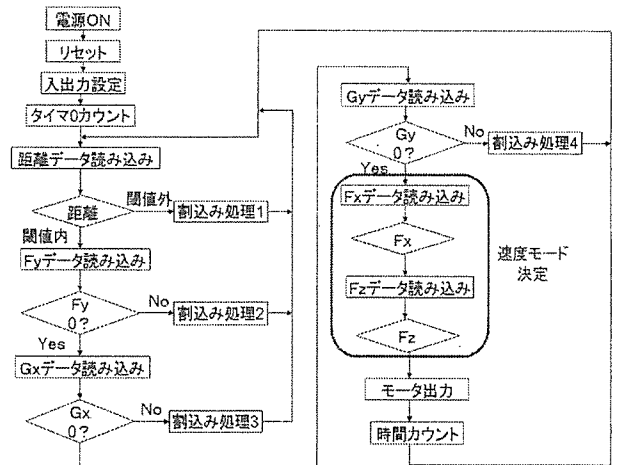 電源ON
リセット
入出力設定
タイマ0カウント
距離データ読み込み
距離
閾値外
割込み処理1
閾値内
Fyデータ読み込み
Fy
0?
No
割込み処理2
Yes
Gxデータ読み込み
Gx
0?
No
割込み処理3
Gyデータ読み込み
Gy
0?
No
割込み処理4
Yes
Fxデータ読み込み
Fx
Fzデータ読み込み
Fz
速度モード
決定
モータ出力
時間カウント